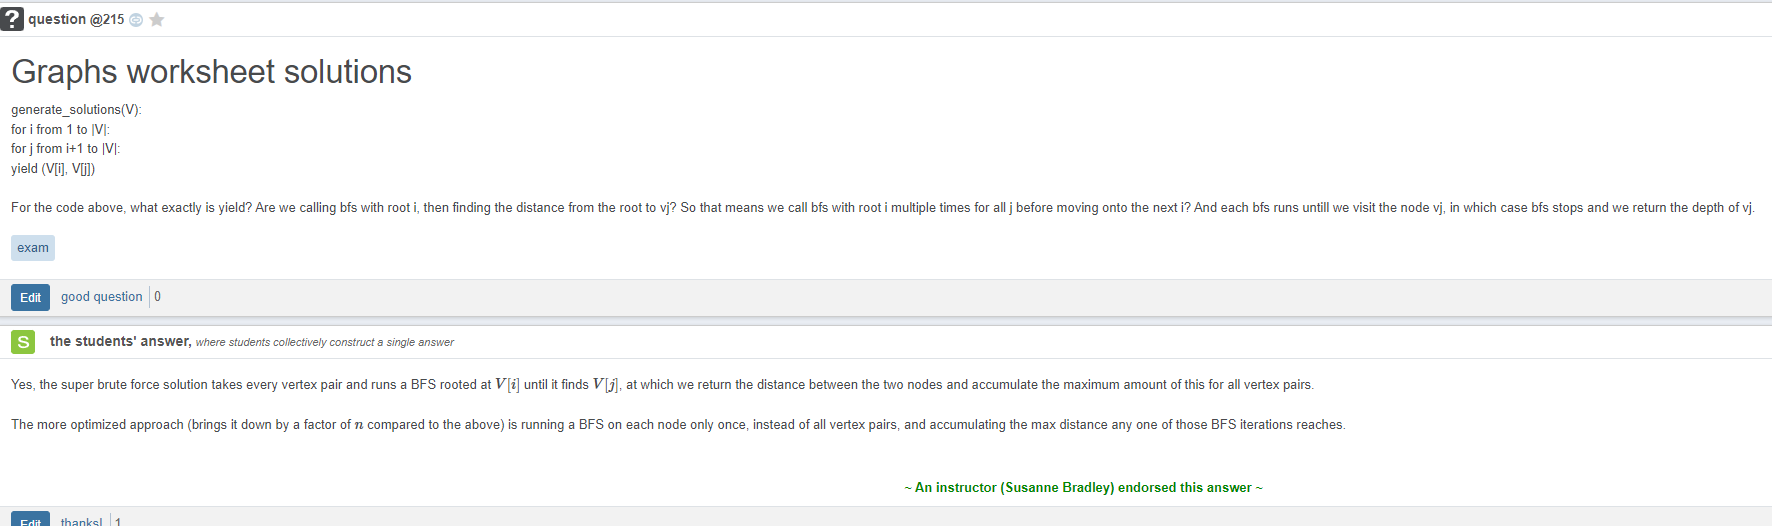 ? question @215
Graphs worksheet solutions
generate_solutions(V):
for i from 1 to |V|:
for j from i+1 to |V|:
yield (V[i], V[j])
For the code above, what exactly is yield? Are we calling bfs with root i, then finding the distance from the root to vj? So that means we call bfs with root i multiple times for all j before moving onto the next i? And each bfs runs untill we visit the node vj, in which case bfs stops and we return the depth of vj.
exam
Edit good question 0
S the students' answer, where students collectively construct a single answer
Yes, the super brute force solution takes every vertex pair and runs a BFS rooted at V[i] until it finds V[j], at which we return the distance between the two nodes and accumulate the maximum amount of this for all vertex pairs.
The more optimized approach (brings it down by a factor of n compared to the above) is running a BFS on each node only once, instead of all vertex pairs, and accumulating the max distance any one of those BFS iterations reaches.
~ An instructor (Susanne Bradley) endorsed this answer ~
Edit thanks! 1